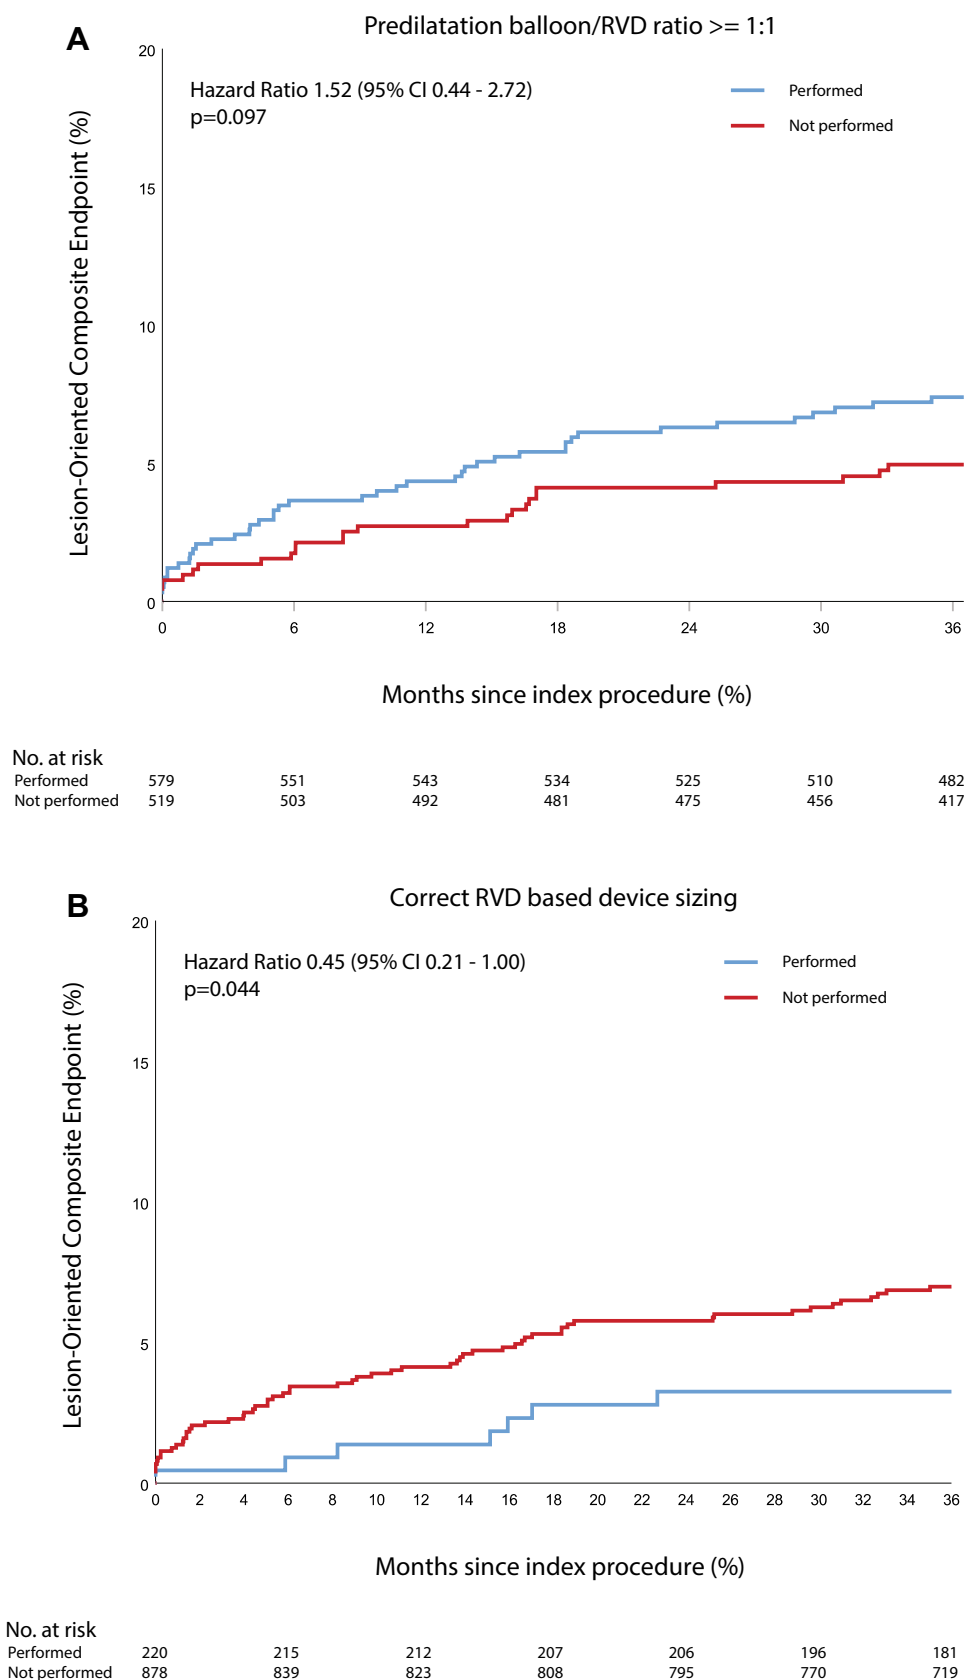 A
Predilatation balloon/RVD ratio >= 1:1
Hazard Ratio 1.52 (95% CI 0.44 - 2.72)
p=0.097
Performed
Not performed
Lesion-Oriented Composite Endpoint (%)
20
15
10
5
0
0 6 12 18 24 30 36
Months since index procedure (%)
No. at risk
Performed 579 551 543 534 525 510 482
Not performed 519 503 492 481 475 456 417
B
Correct RVD based device sizing
Hazard Ratio 0.45 (95% CI 0.21 - 1.00)
p=0.044
Performed
Not performed
Lesion-Oriented Composite Endpoint (%)
20
15
10
5
0
0 2 4 6 8 10 12 14 16 18 20 22 24 26 28 30 32 34 36
Months since index procedure (%)
No. at risk
Performed 220 215 212 207 206 196 181
Not performed 878 839 823 808 795 770 719